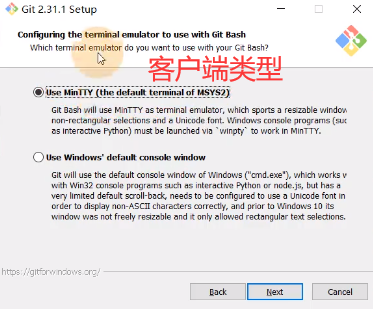 Git 2.31.1 Setup
Configuring the terminal emulator to use with Git Bash
Which terminal emulator do you want to use with your Git Bash?
客户端类型
Use MinTTY (the default terminal of MSYS2)
Git Bash will use MinTTY as terminal emulator, which sports a resizable window,
non-rectangular selections and a Unicode font. Windows console programs (suc
as interactive Python) must be launched via `winpty` to work in MinTTY.
Use Windows' default console window
Git will use the default console window of Windows ("cmd.exe"), which works w
with Win32 console programs such as interactive Python or node.js, but has a
very limited default scroll-back, needs to be configured to use a Unicode font in
order to display non-ASCII characters correctly, and prior to Windows 10 its
window was not freely resizable and it only allowed rectangular text selections.
https://gitforwindows.org/
Back
Next
Cancel